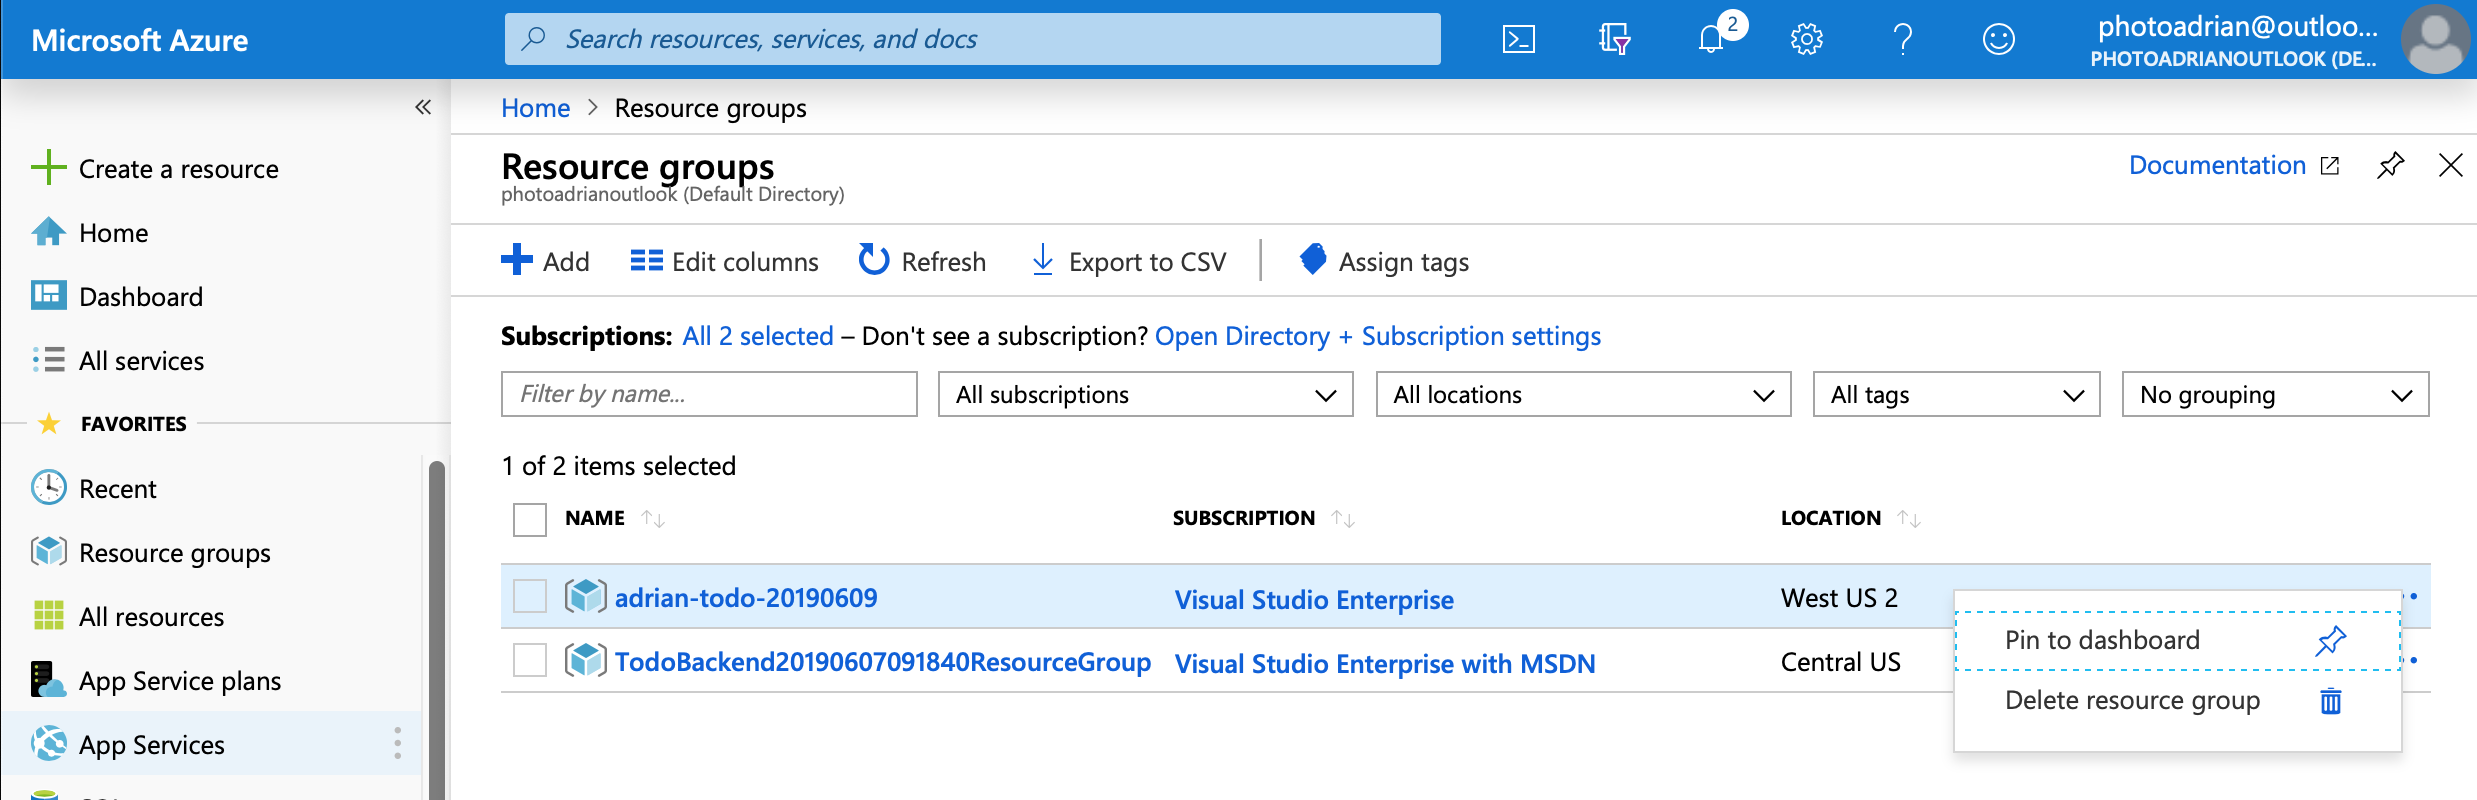 Microsoft Azure
Search resources, services, and docs
2
photoadrian@outloo...
PHOTOADRIANOUTLOOK (DE...
Home > Resource groups
Create a resource
Home
Dashboard
All services
FAVORITES
Recent
Resource groups
All resources
App Service plans
App Services
Resource groups
photoadrianoutlook (Default Directory)
Documentation
Add
Edit columns
Refresh
Export to CSV
Assign tags
Subscriptions: All 2 selected – Don't see a subscription? Open Directory + Subscription settings
Filter by name...
All subscriptions
All locations
All tags
No grouping
1 of 2 items selected
NAME SUBSCRIPTION LOCATION
adrian-todo-20190609 Visual Studio Enterprise West US 2
TodoBackend20190607091840ResourceGroup Visual Studio Enterprise with MSDN Central US
Pin to dashboard
Delete resource group